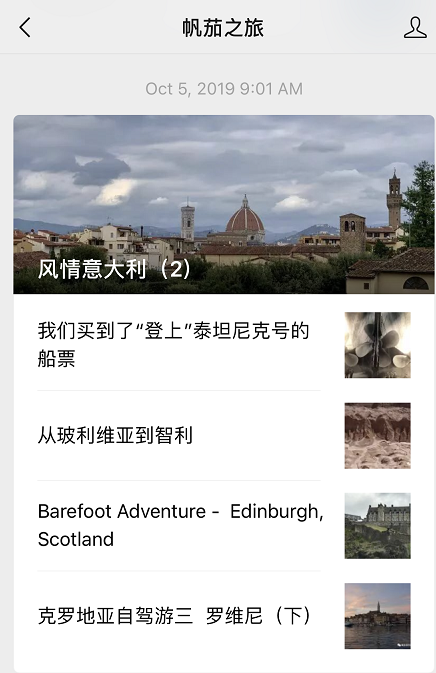 帆茄之旅
Oct 5, 2019 9:01 AM
风情意大利（2）
我们买到了“登上”泰坦尼克号的
船票
从玻利维亚到智利
Barefoot Adventure - Edinburgh,
Scotland
克罗地亚自驾游三 罗维尼（下）